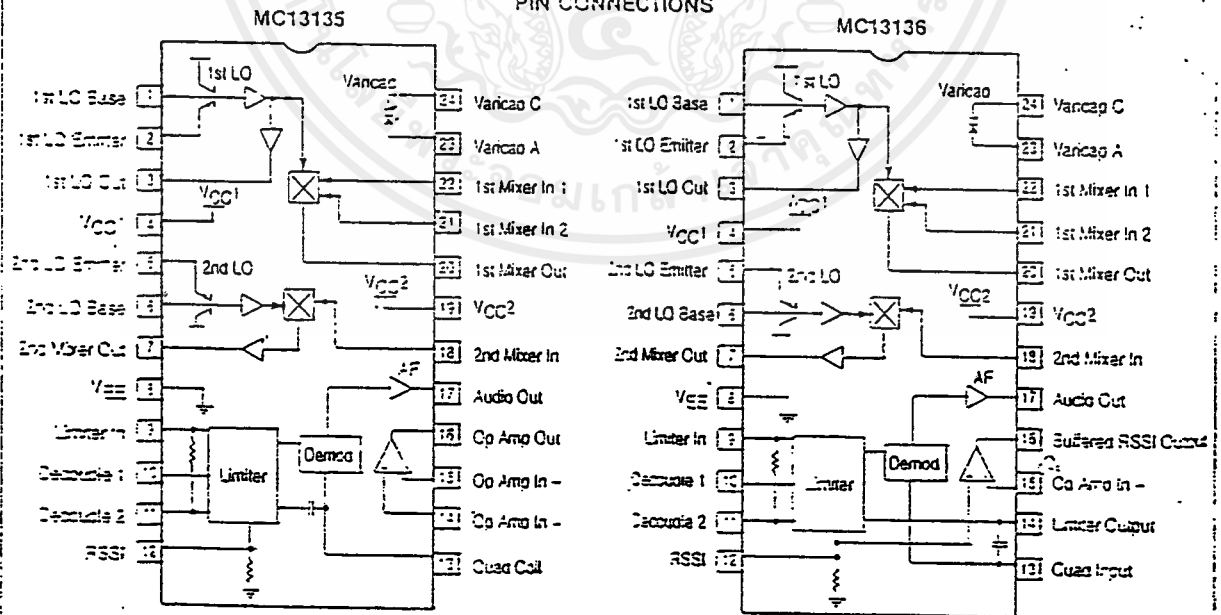 PIN CONNECTIONS
MC13135
MC13136
1st LO Base 1
1st LO Emitter 2
1st LO Out 3
VCC1 4
2nd LO Emitter 5
2nd LO Base 6
2nd Mixer Out 7
VEE 8
Limiter In 9
Decouple 1 10
Decouple 2 11
RSSI 12
1st LO
Varicap
VCC1
2nd LO
VCC2
AF
Limiter
Demod
24 Varicap C
23 Varicap A
22 1st Mixer In 1
21 1st Mixer In 2
20 1st Mixer Out
19 VCC2
18 2nd Mixer In
17 Audio Out
16 Op Amp Out
15 Op Amp In –
14 Op Amp In –
13 Quad Coil
1st LO Base 1
1st LO Emitter 2
1st LO Out 3
VCC1 4
2nd LO Emitter 5
2nd LO Base 6
2nd Mixer Out 7
VEE 8
Limiter In 9
Decouple 1 10
Decouple 2 11
RSSI 12
1st LO
Varicap
VCC1
2nd LO
VCC2
AF
Limiter
Demod
24 Varicap C
23 Varicap A
22 1st Mixer In 1
21 1st Mixer In 2
20 1st Mixer Out
19 VCC2
18 2nd Mixer In
17 Audio Out
16 Buffered RSSI Output
15 Op Amp In –
14 Limiter Output
13 Quad Input